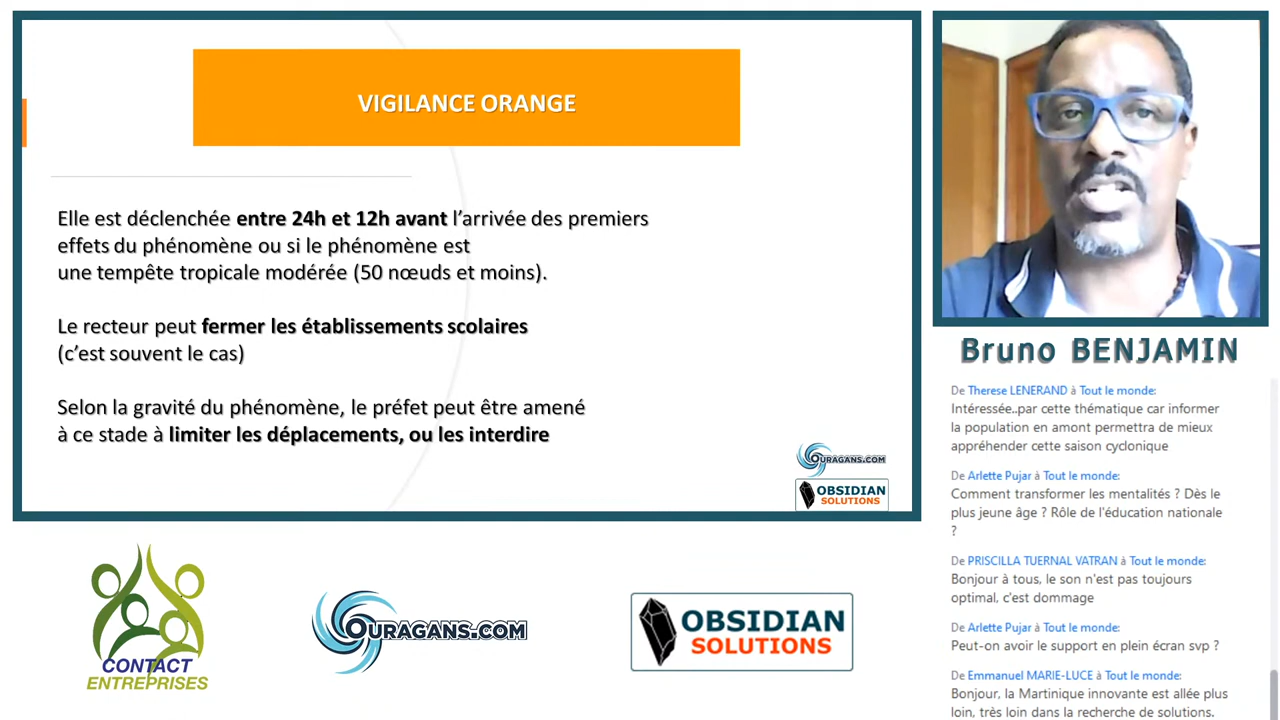 VIGILANCE ORANGE
Elle est déclenchée entre 24h et 12h avant l’arrivée des premiers
effets du phénomène ou si le phénomène est
une tempête tropicale modérée (50 nœuds et moins).
Le recteur peut fermer les établissements scolaires
(c’est souvent le cas)
Selon la gravité du phénomène, le préfet peut être amené
à ce stade à limiter les déplacements, ou les interdire
OURAGANS.COM
OBSIDIAN
SOLUTIONS
CONTACT
ENTREPRISES
OURAGANS.COM
OBSIDIAN
SOLUTIONS
Bruno BENJAMIN
De Therese LENERAND à Tout le monde:
Intéressée..par cette thématique car informer
la population en amont permettra de mieux
appréhender cette saison cyclonique
De Arlette Pujar à Tout le monde:
Comment transformer les mentalités ? Dès le
plus jeune âge ? Rôle de l'éducation nationale
?
De PRISCILLA TUERNAL VATRAN à Tout le monde:
Bonjour à tous, le son n'est pas toujours
optimal, c'est dommage
De Arlette Pujar à Tout le monde:
Peut-on avoir le support en plein écran svp ?
De Emmanuel MARIE-LUCE à Tout le monde:
Bonjour, la Martinique innovante est allée plus
loin, très loin dans la recherche de solutions.